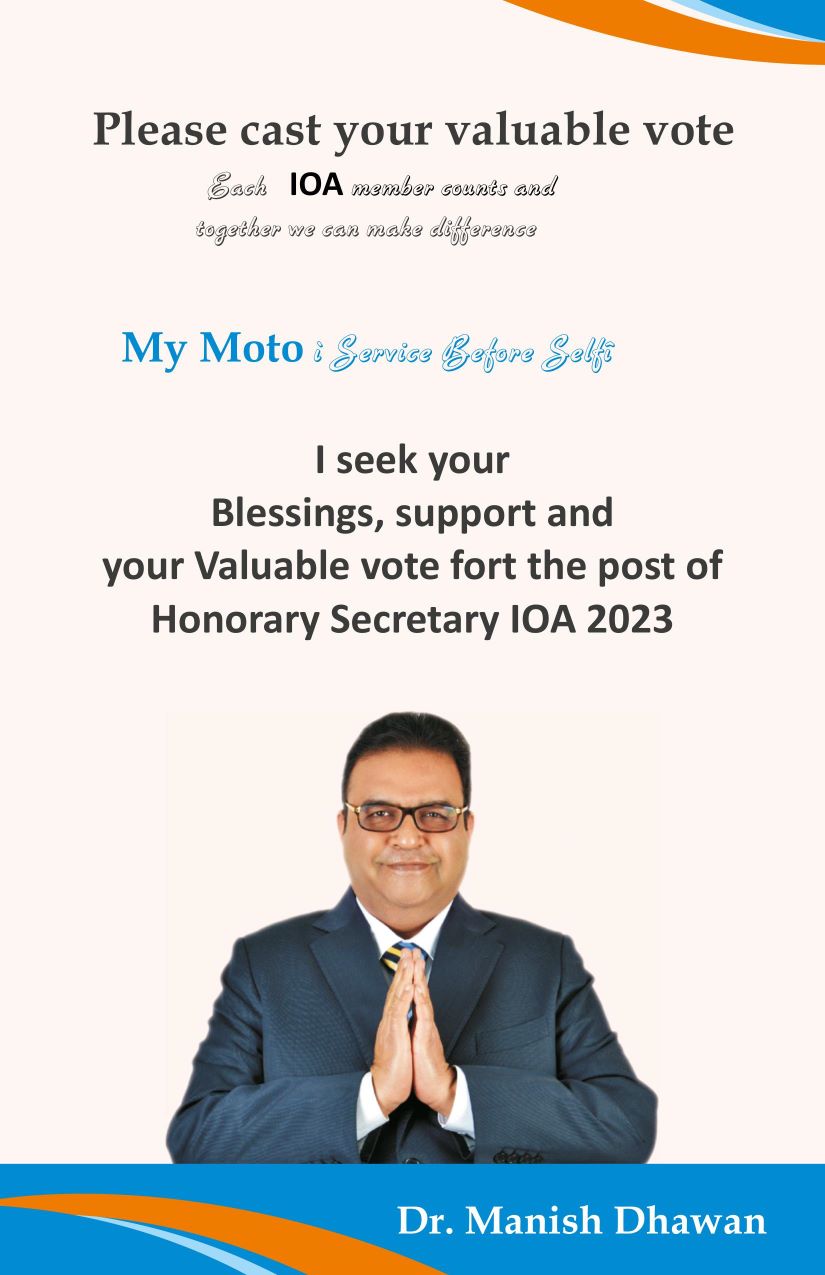 Please cast your valuable vote
Each IOA member counts and
together we can make difference
My Moto ì Service Before Selfî
I seek your
Blessings, support and
your Valuable vote fort the post of
Honorary Secretary IOA 2023
Dr. Manish Dhawan